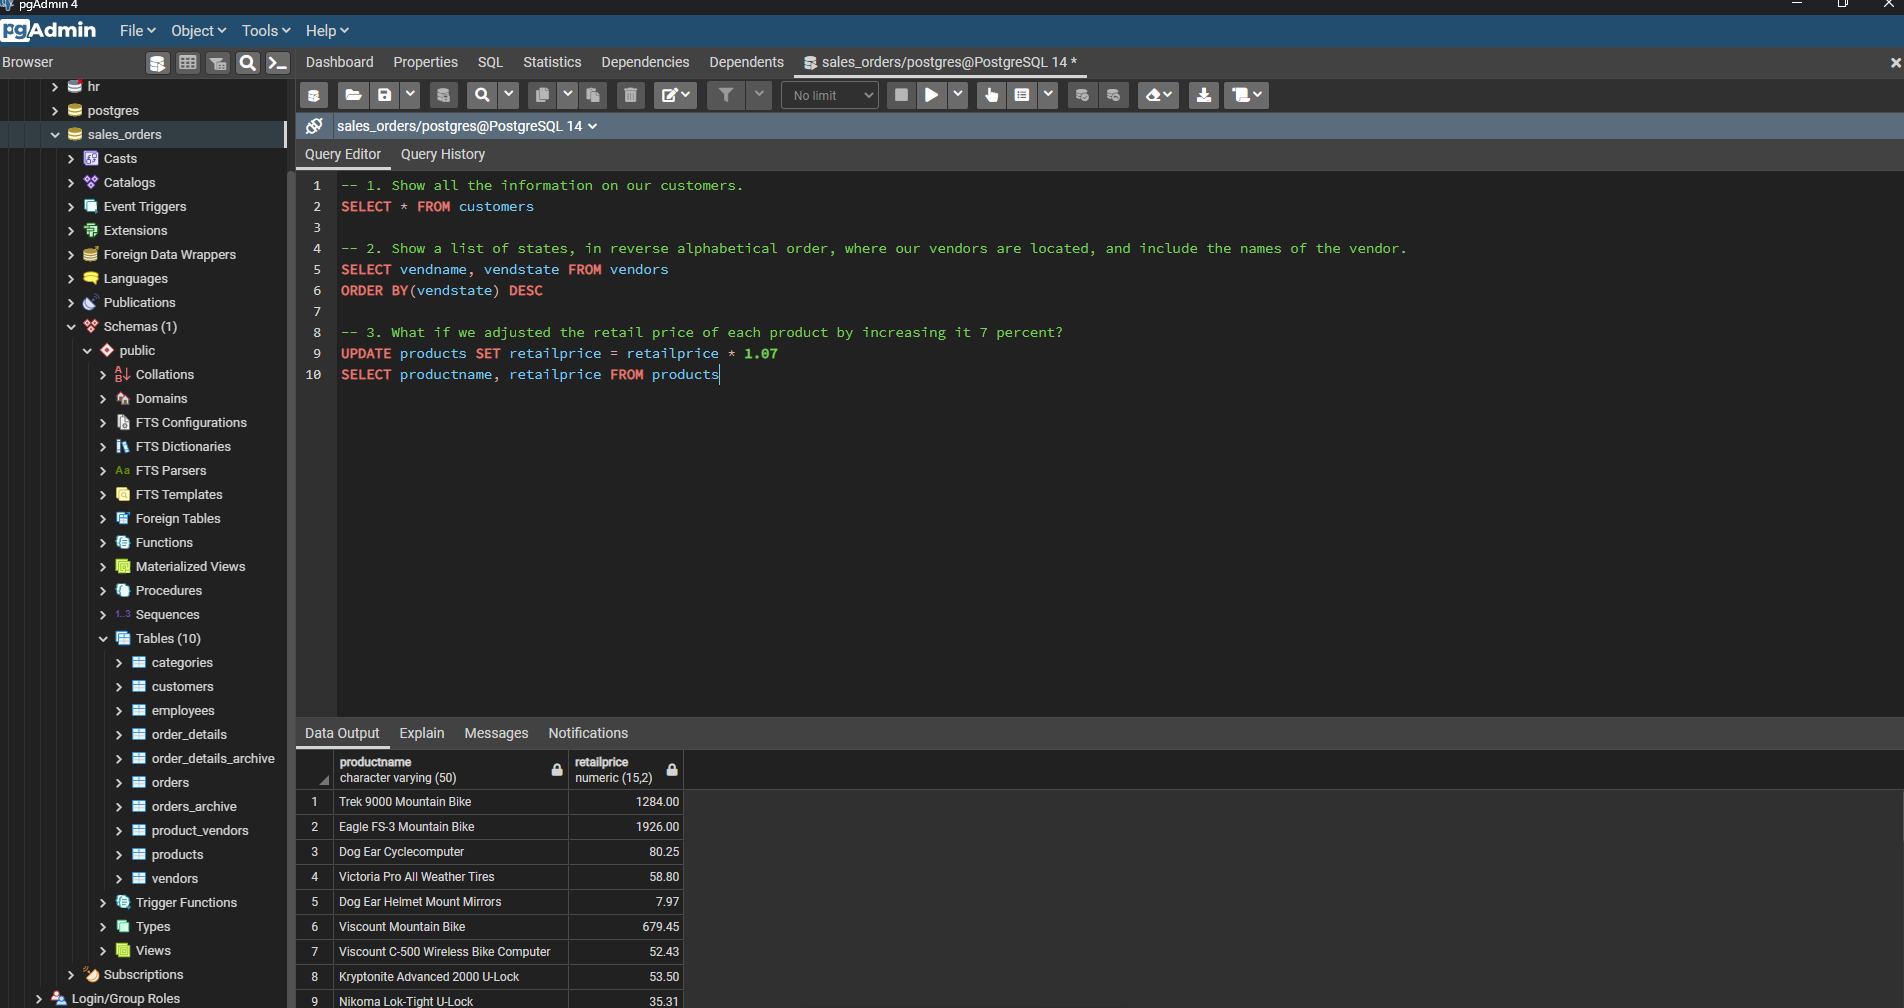 pgAdmin 4
pgAdmin File Object Tools Help
Browser
Dashboard Properties SQL Statistics Dependencies Dependents sales_orders/postgres@PostgreSQL 14 *
No limit
sales_orders/postgres@PostgreSQL 14
Query Editor Query History
hr
postgres
sales_orders
Casts
Catalogs
Event Triggers
Extensions
Foreign Data Wrappers
Languages
Publications
Schemas (1)
public
Collations
Domains
FTS Configurations
FTS Dictionaries
Aa FTS Parsers
FTS Templates
Foreign Tables
Functions
Materialized Views
Procedures
1..3 Sequences
Tables (10)
categories
customers
employees
order_details
order_details_archive
orders
orders_archive
product_vendors
products
vendors
Trigger Functions
Types
Views
Subscriptions
Login/Group Roles
1 -- 1. Show all the information on our customers.
2 SELECT * FROM customers
3
4 -- 2. Show a list of states, in reverse alphabetical order, where our vendors are located, and include the names of the vendor.
5 SELECT vendname, vendstate FROM vendors
6 ORDER BY(vendstate) DESC
7
8 -- 3. What if we adjusted the retail price of each product by increasing it 7 percent?
9 UPDATE products SET retailprice = retailprice * 1.07
10 SELECT productname, retailprice FROM products
Data Output Explain Messages Notifications
productname retailprice
character varying (50) numeric (15,2)
1 Trek 9000 Mountain Bike 1284.00
2 Eagle FS-3 Mountain Bike 1926.00
3 Dog Ear Cyclecomputer 80.25
4 Victoria Pro All Weather Tires 58.80
5 Dog Ear Helmet Mount Mirrors 7.97
6 Viscount Mountain Bike 679.45
7 Viscount C-500 Wireless Bike Computer 52.43
8 Kryptonite Advanced 2000 U-Lock 53.50
9 Nikoma Lok-Tight U-Lock 35.31